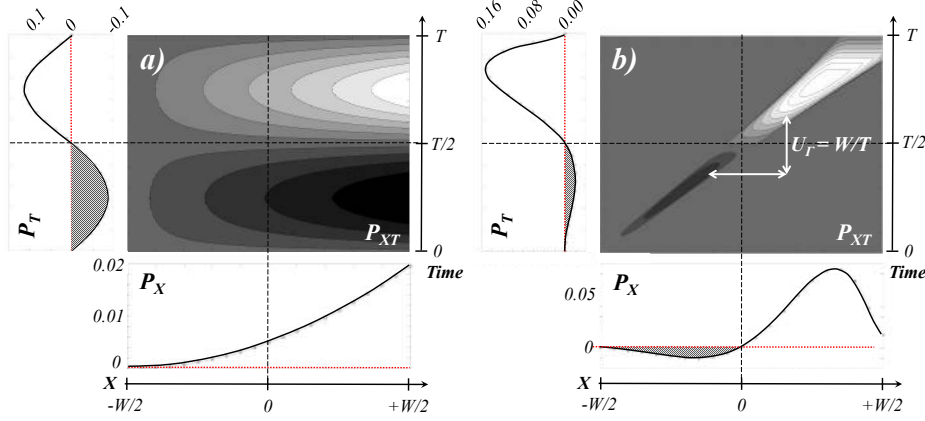 0.1 0 -0.1
a)
T
T/2
0
P_T
P_XT
Time
0.02
0.01
0
P_X
X
-W/2 0 +W/2
0.16 0.08 0.00
b)
T
T/2
0
U_r = W/T
P_T
P_XT
Time
P_X
0.05
0
X
-W/2 0 +W/2